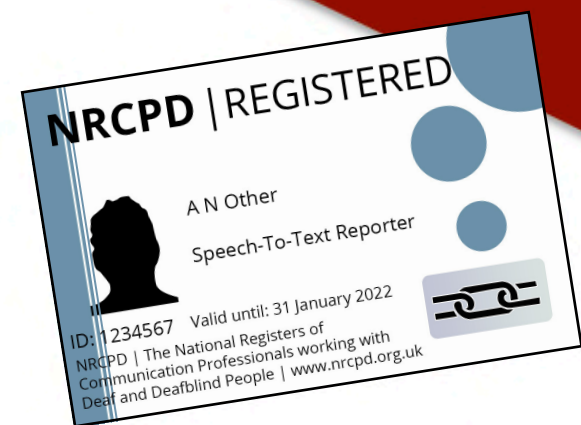 NRCPD | REGISTERED
A N Other
Speech-To-Text Reporter
Valid until: 31 January 2022
ID: 1234567
NRCPD | The National Registers of
Communication Professionals working with
Deaf and Deafblind People | www.nrcpd.org.uk